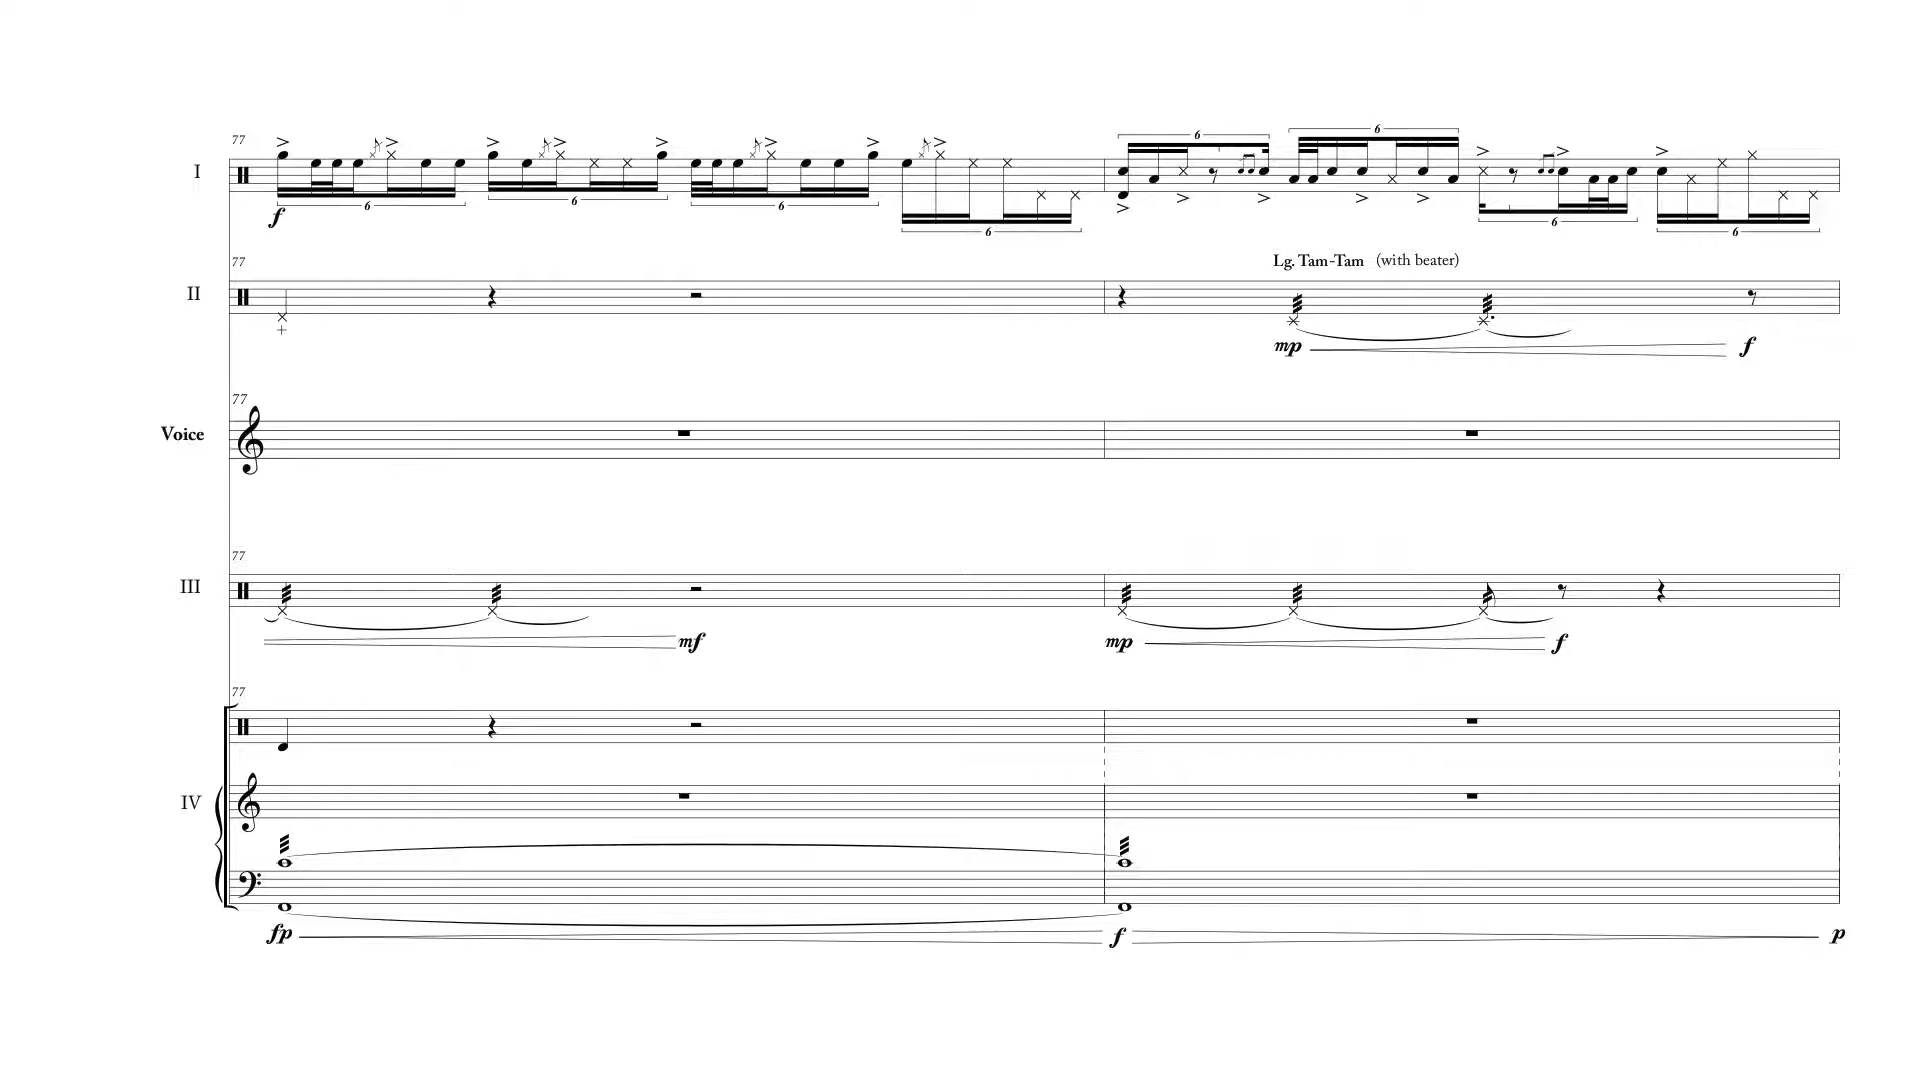 77
I
6 6 6 6 6 6 6 6
f
77
Lg. Tam-Tam (with beater)
II
mp f
77
Voice
77
III
mf mp f
77
IV
fp f p